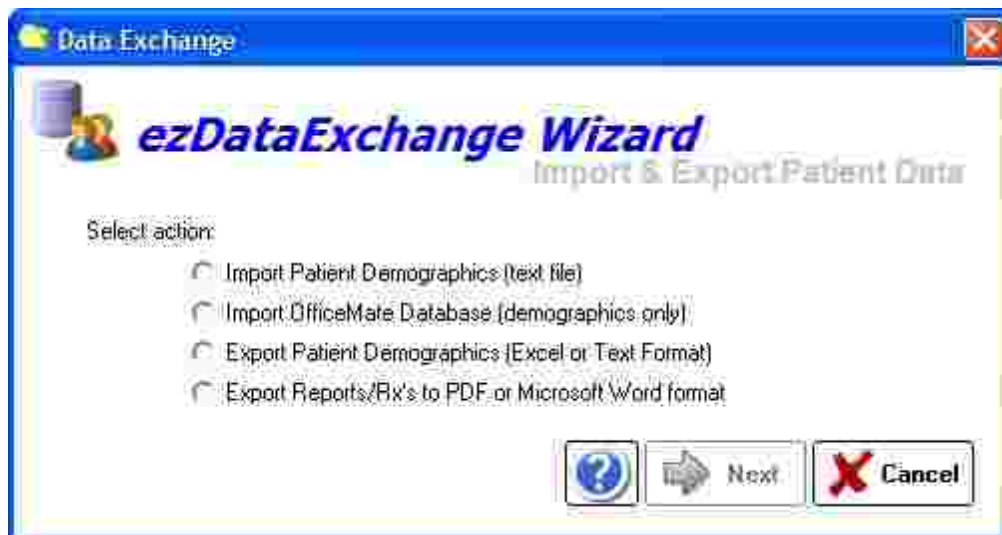 Data Exchange
ezDataExchange Wizard
Import & Export Patient Data
Select action:
Import Patient Demographics (text file)
Import OfficeMate Database (demographics only)
Export Patient Demographics (Excel or Text Format)
Export Reports/Rx's to PDF or Microsoft Word format
? Next Cancel